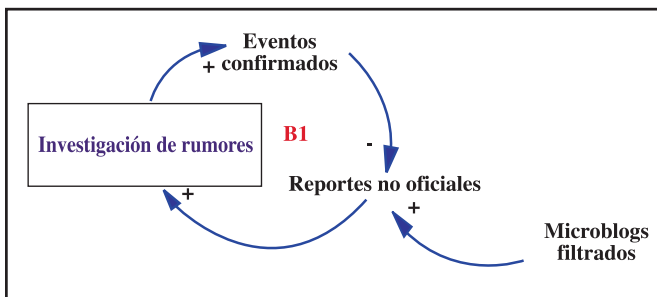 Eventos
confirmados
+
Investigación de rumores
B1
-
Reportes no oficiales
+
+
Microblogs
filtrados